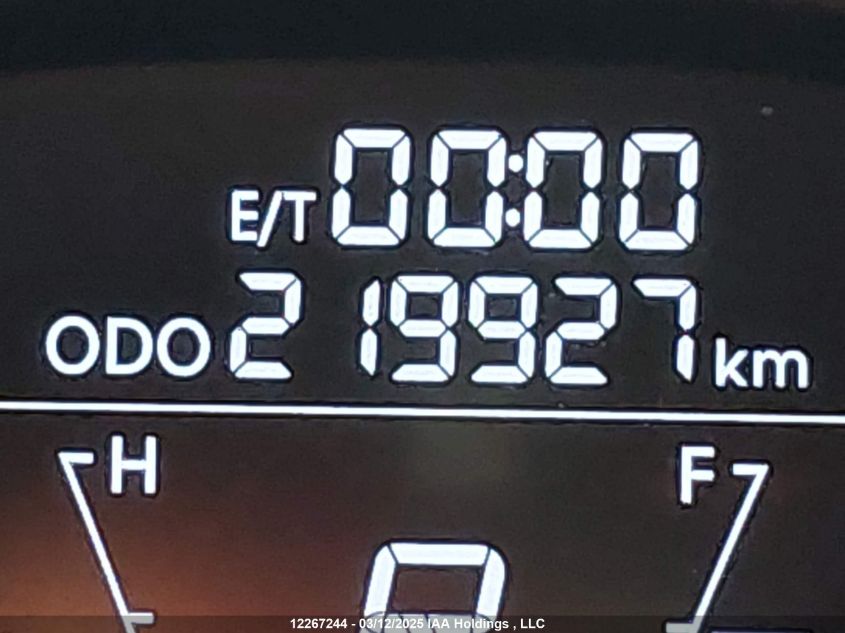 E/T 00:00
ODO 219927 km
H F
12267244 - 03/12/2025 IAA Holdings , LLC